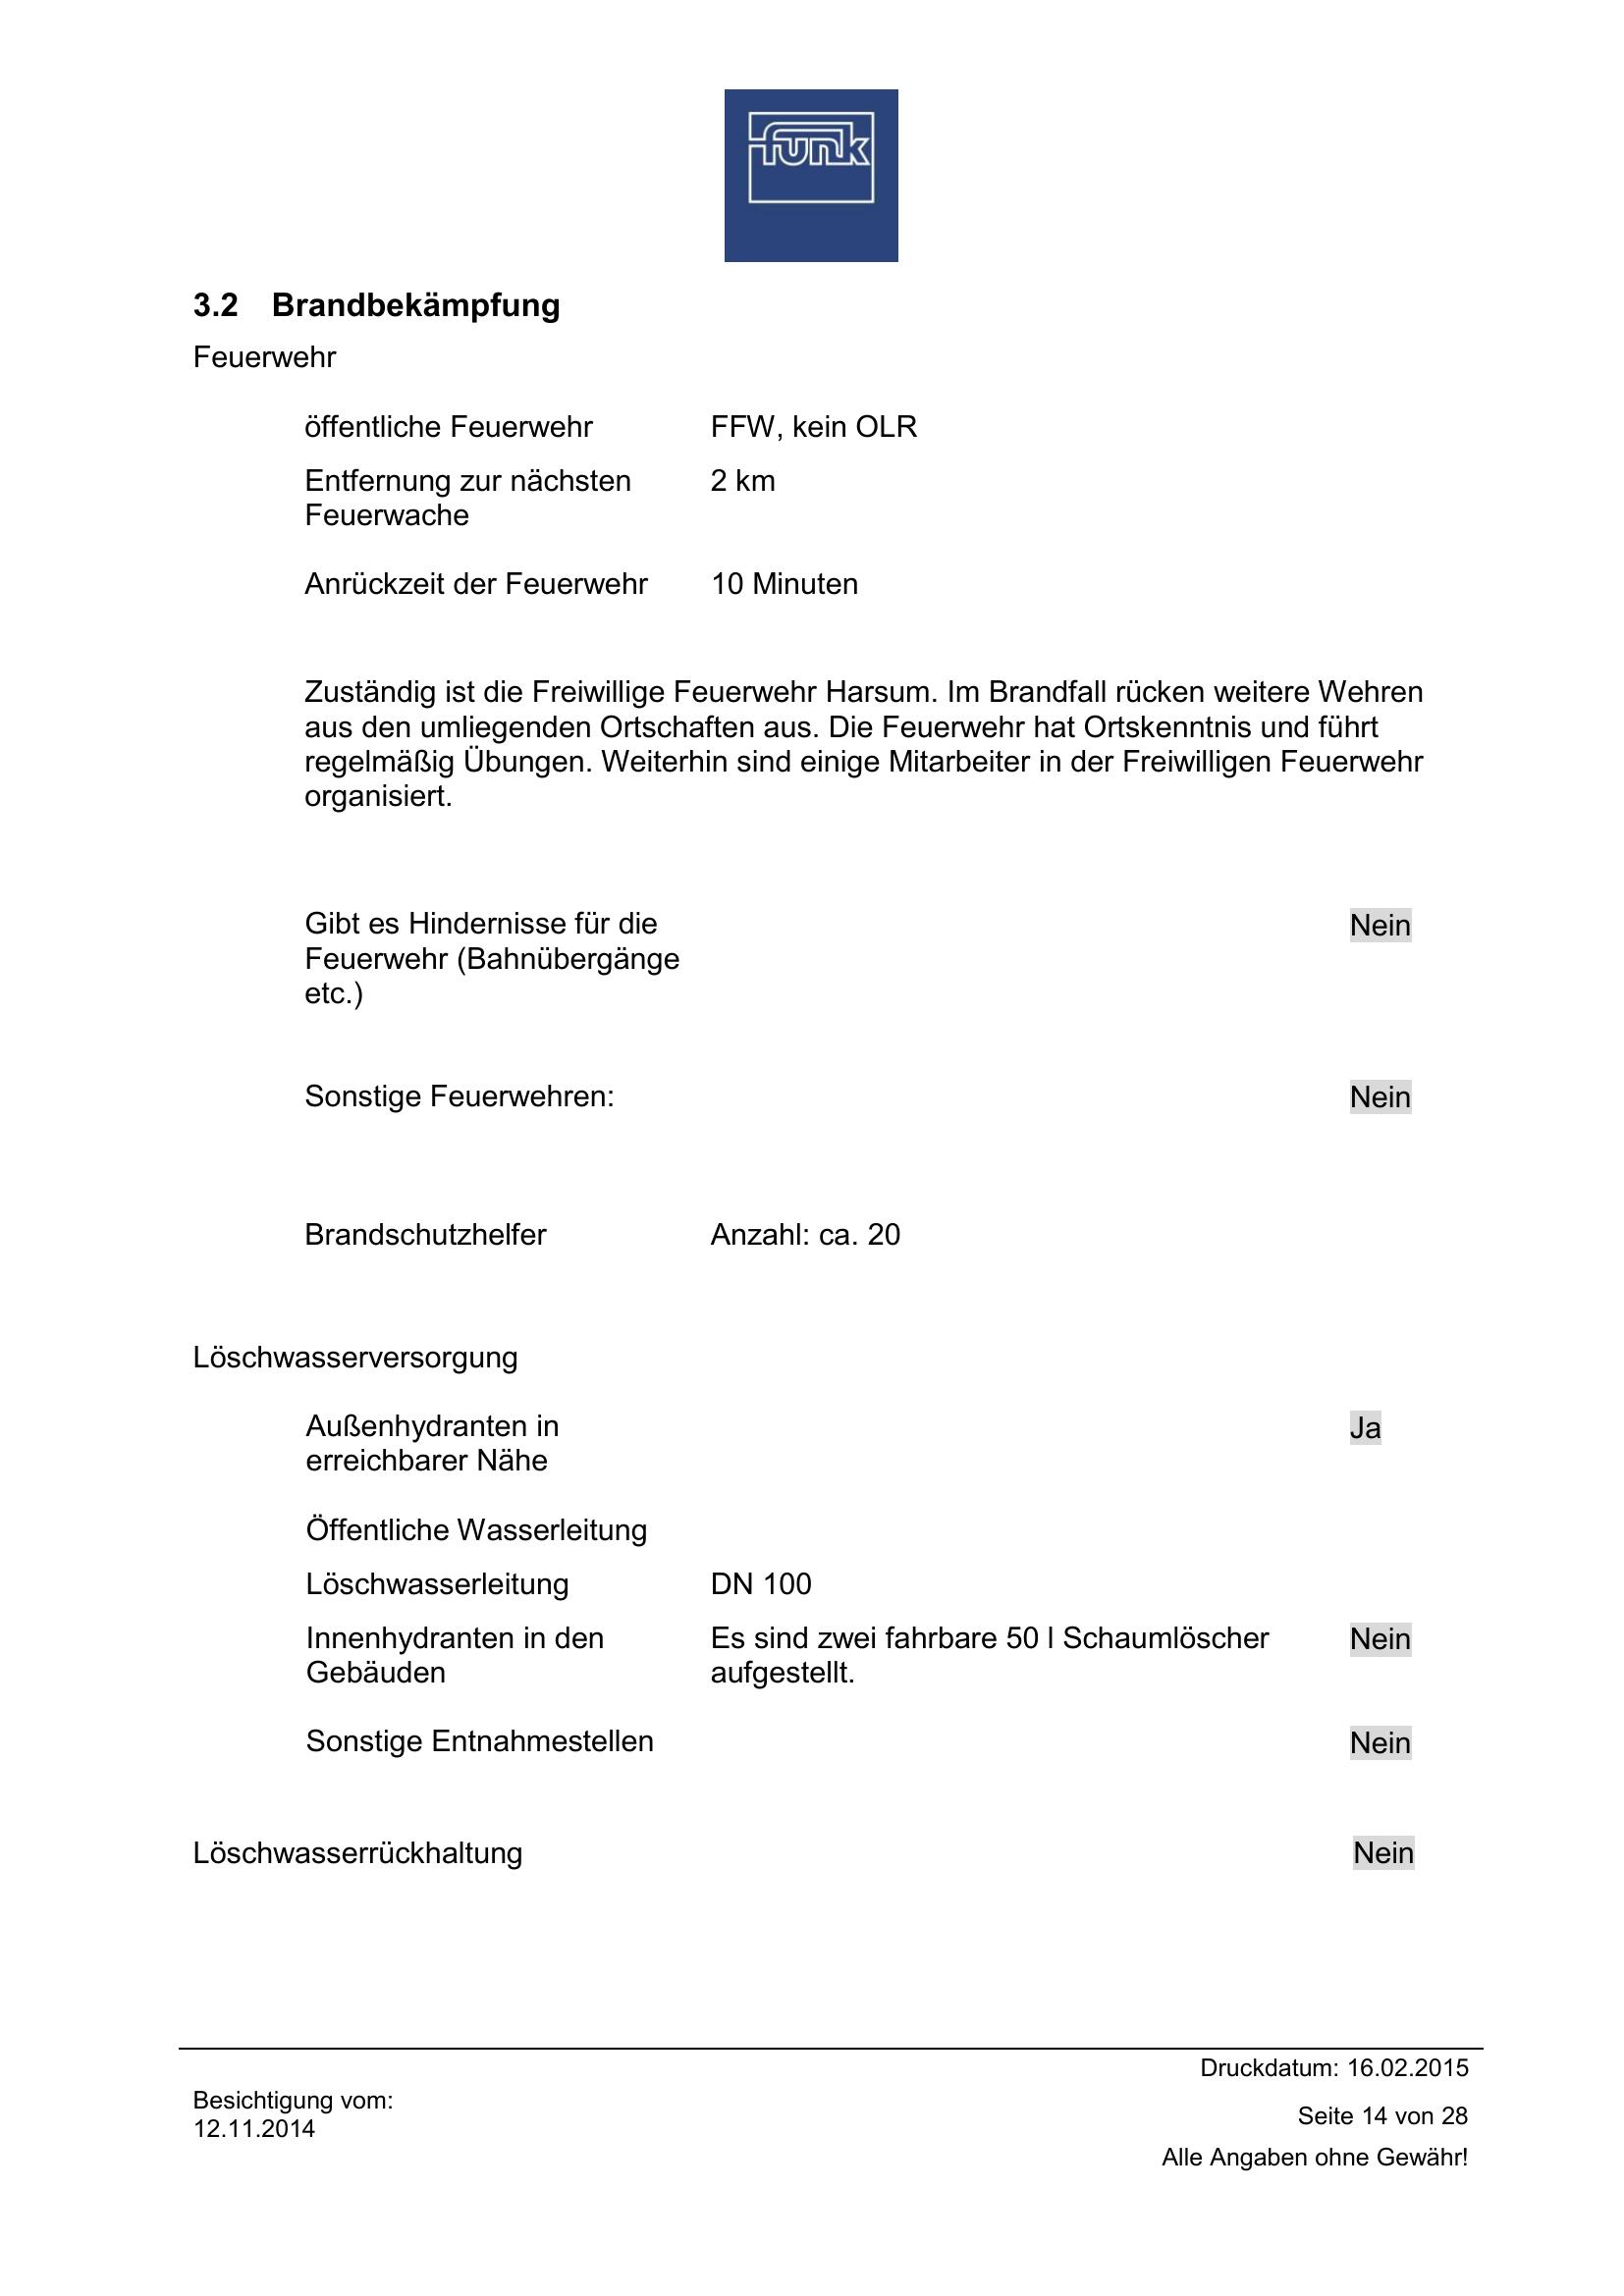 funk
3.2 Brandbekämpfung
Feuerwehr
öffentliche Feuerwehr FFW, kein OLR
Entfernung zur nächsten 2 km
Feuerwache
Anrückzeit der Feuerwehr 10 Minuten
Zuständig ist die Freiwillige Feuerwehr Harsum. Im Brandfall rücken weitere Wehren
aus den umliegenden Ortschaften aus. Die Feuerwehr hat Ortskenntnis und führt
regelmäßig Übungen. Weiterhin sind einige Mitarbeiter in der Freiwilligen Feuerwehr
organisiert.
Gibt es Hindernisse für die Nein
Feuerwehr (Bahnübergänge
etc.)
Sonstige Feuerwehren: Nein
Brandschutzhelfer Anzahl: ca. 20
Löschwasserversorgung
Außenhydranten in Ja
erreichbarer Nähe
Öffentliche Wasserleitung
Löschwasserleitung DN 100
Innenhydranten in den Es sind zwei fahrbare 50 l Schaumlöscher Nein
Gebäuden aufgestellt.
Sonstige Entnahmestellen Nein
Löschwasserrückhaltung Nein
Druckdatum: 16.02.2015
Besichtigung vom:
12.11.2014
Seite 14 von 28
Alle Angaben ohne Gewähr!